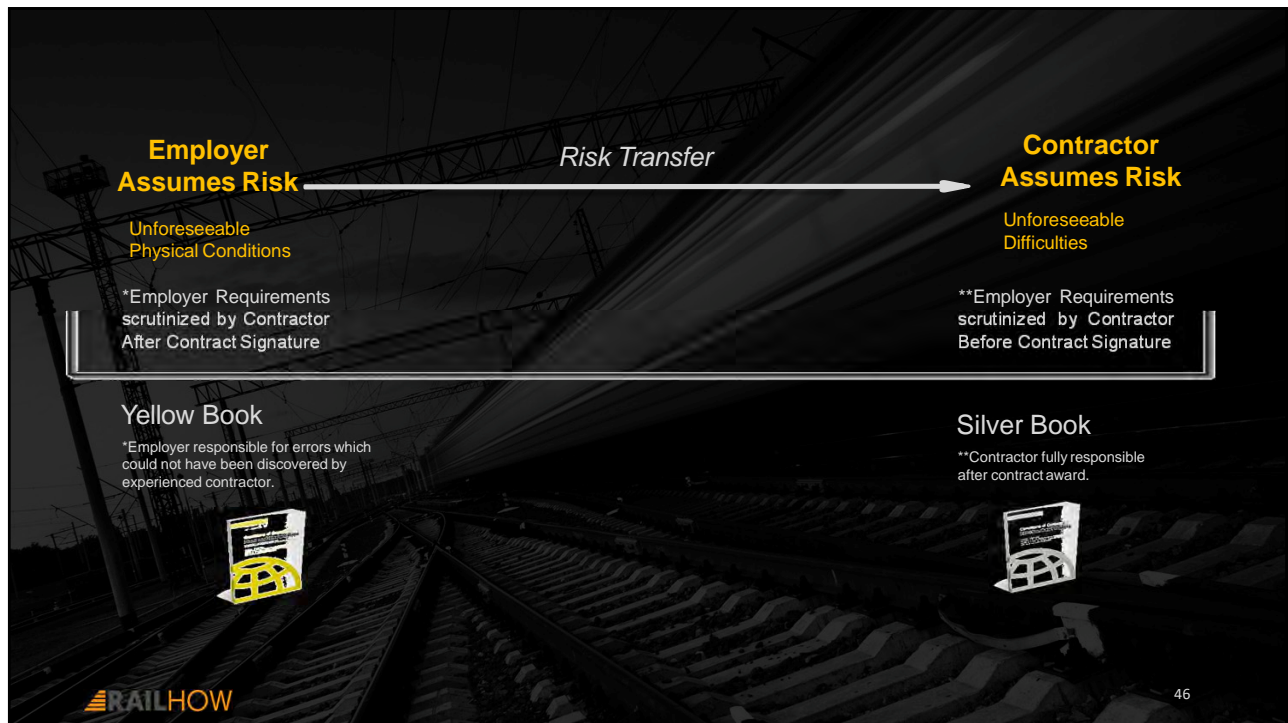 Employer
Assumes Risk
Risk Transfer
Contractor
Assumes Risk
Unforeseeable
Physical Conditions
Unforeseeable
Difficulties
*Employer Requirements
scrutinized by Contractor
After Contract Signature
**Employer Requirements
scrutinized by Contractor
Before Contract Signature
Yellow Book
*Employer responsible for errors which
could not have been discovered by
experienced contractor.
Silver Book
**Contractor fully responsible
after contract award.
RAILHOW
46